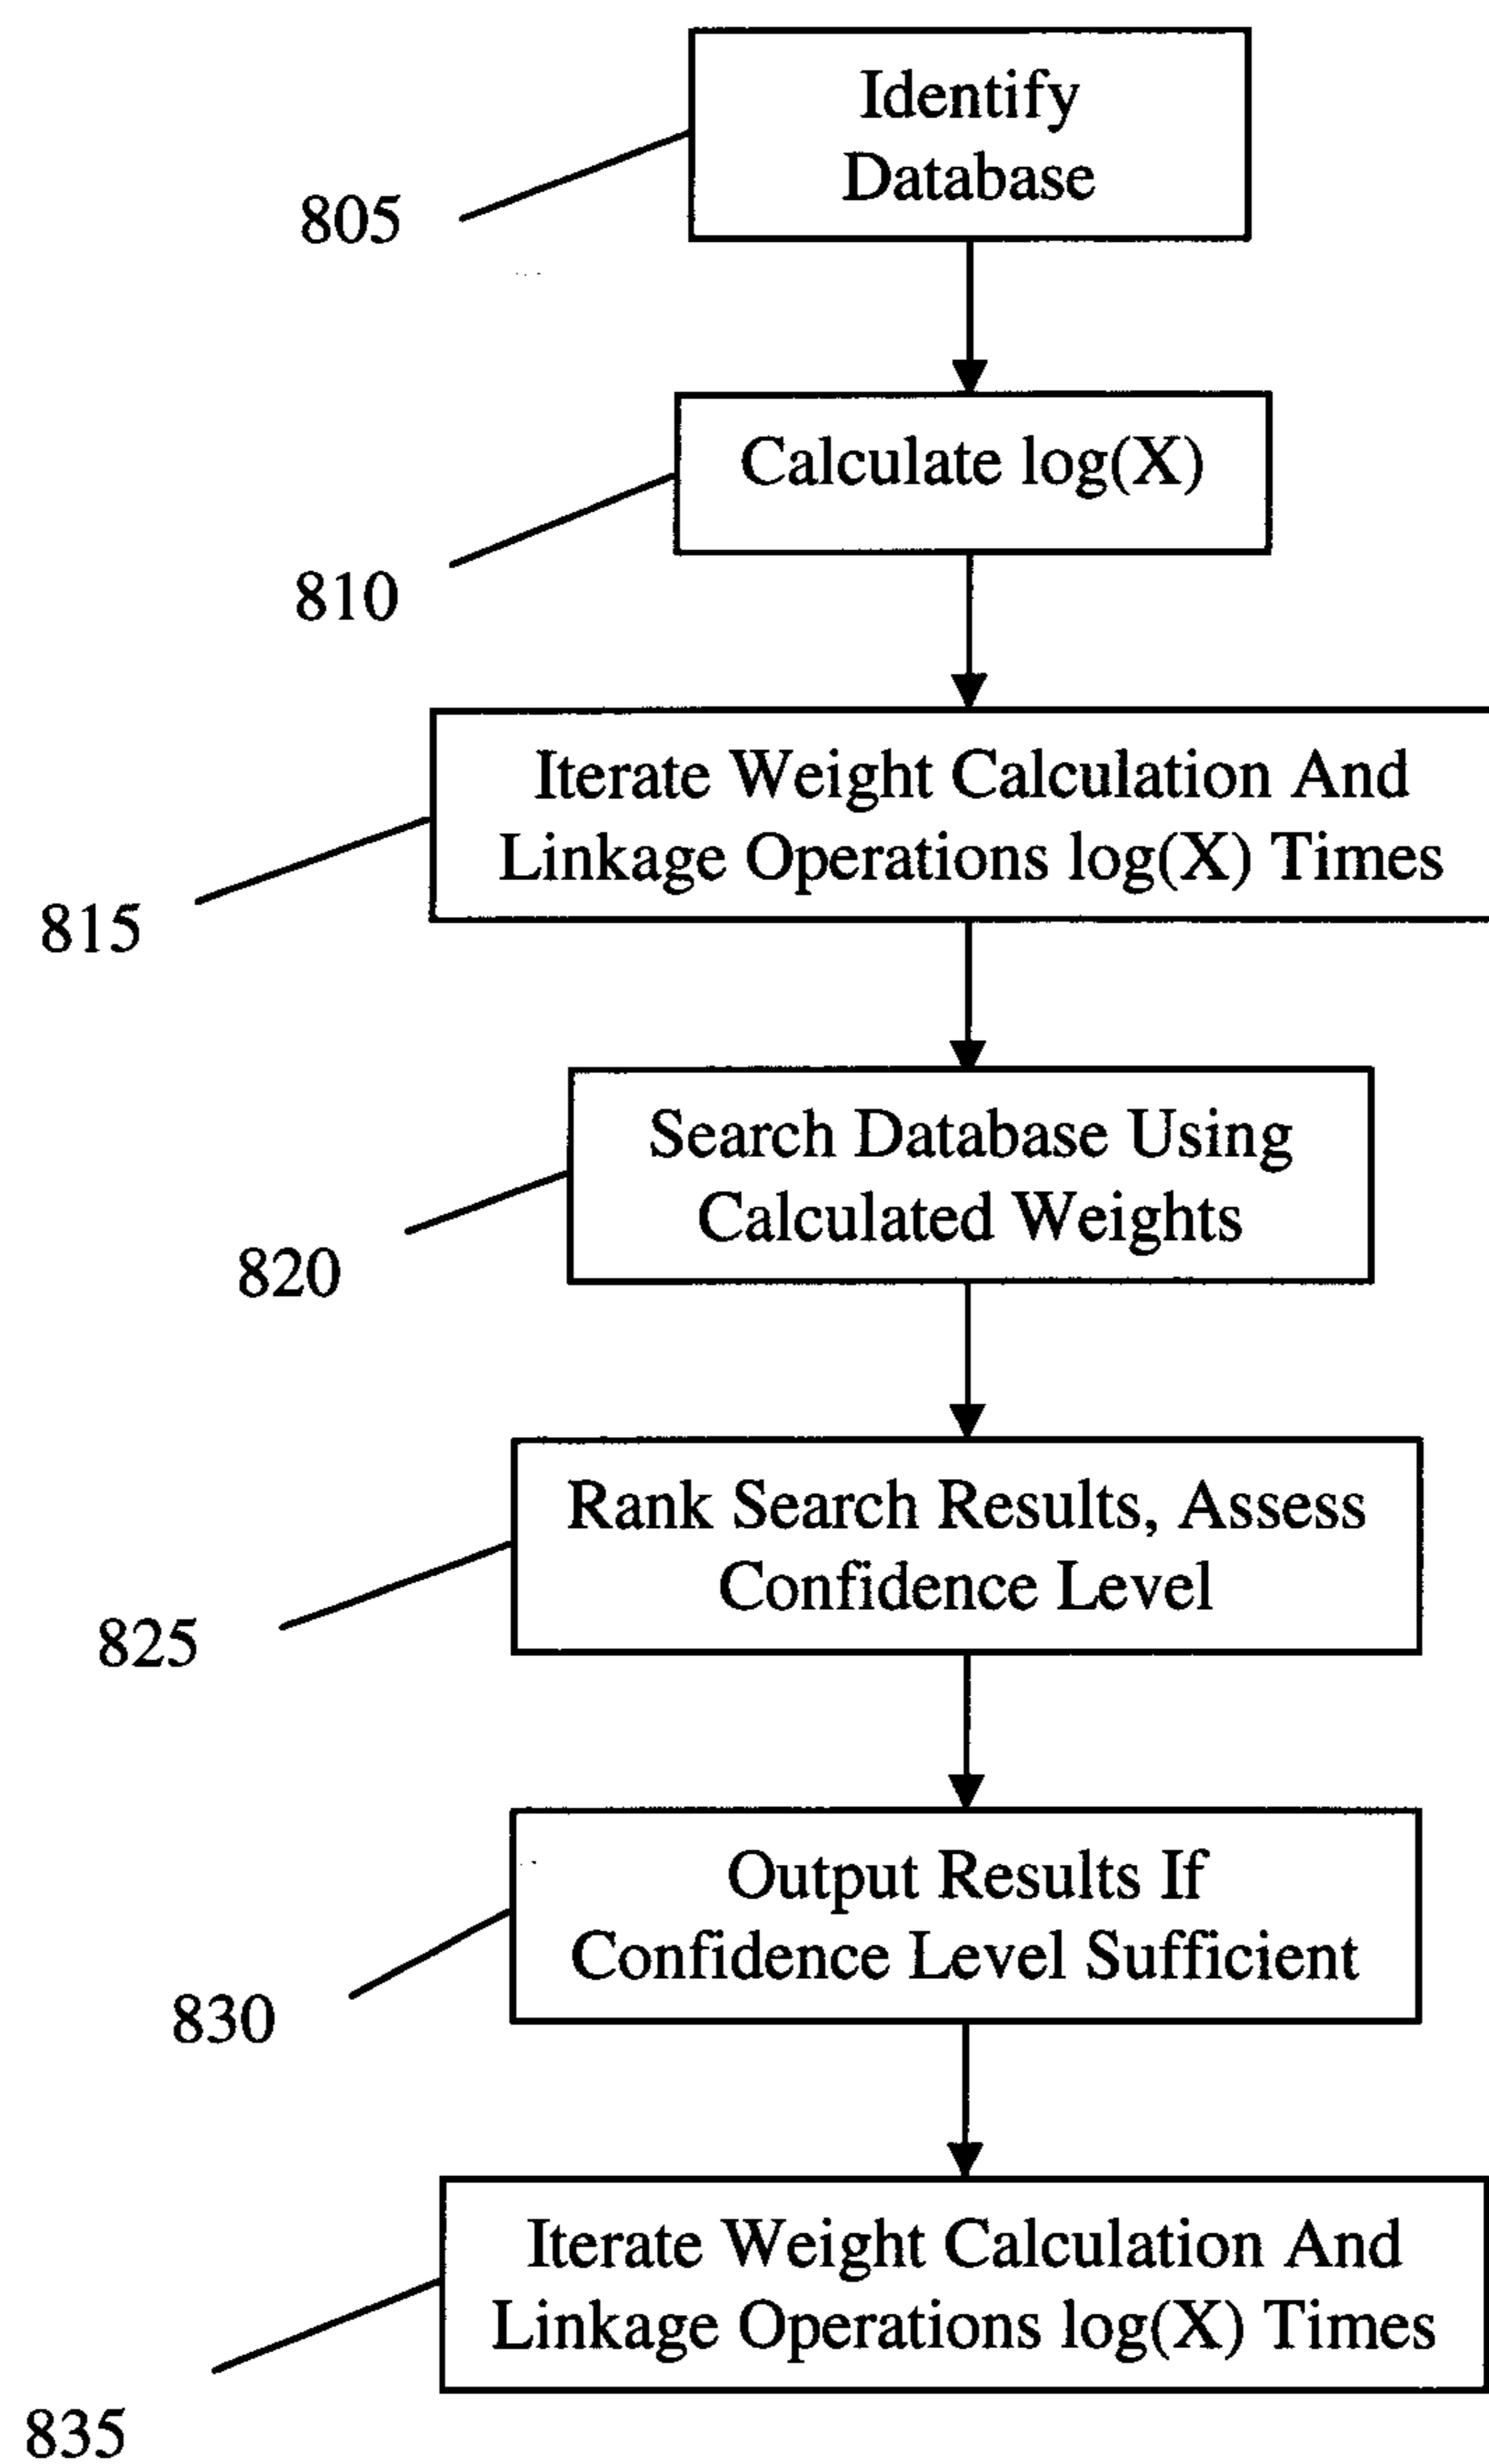 Identify
Database
805
Calculate log(X)
810
Iterate Weight Calculation And
Linkage Operations log(X) Times
815
Search Database Using
Calculated Weights
820
Rank Search Results, Assess
Confidence Level
825
Output Results If
Confidence Level Sufficient
830
Iterate Weight Calculation And
Linkage Operations log(X) Times
835